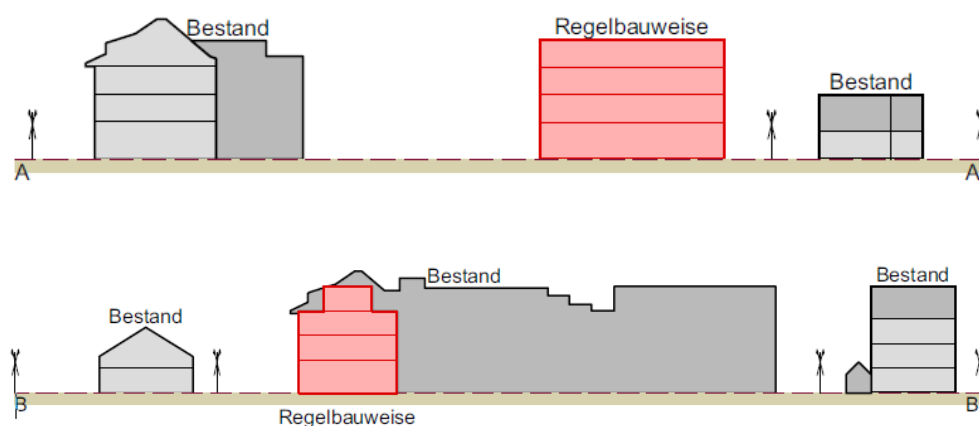 Bestand
Regelbauweise
Bestand
A
A
Bestand
Bestand
Bestand
B
B
Regelbauweise